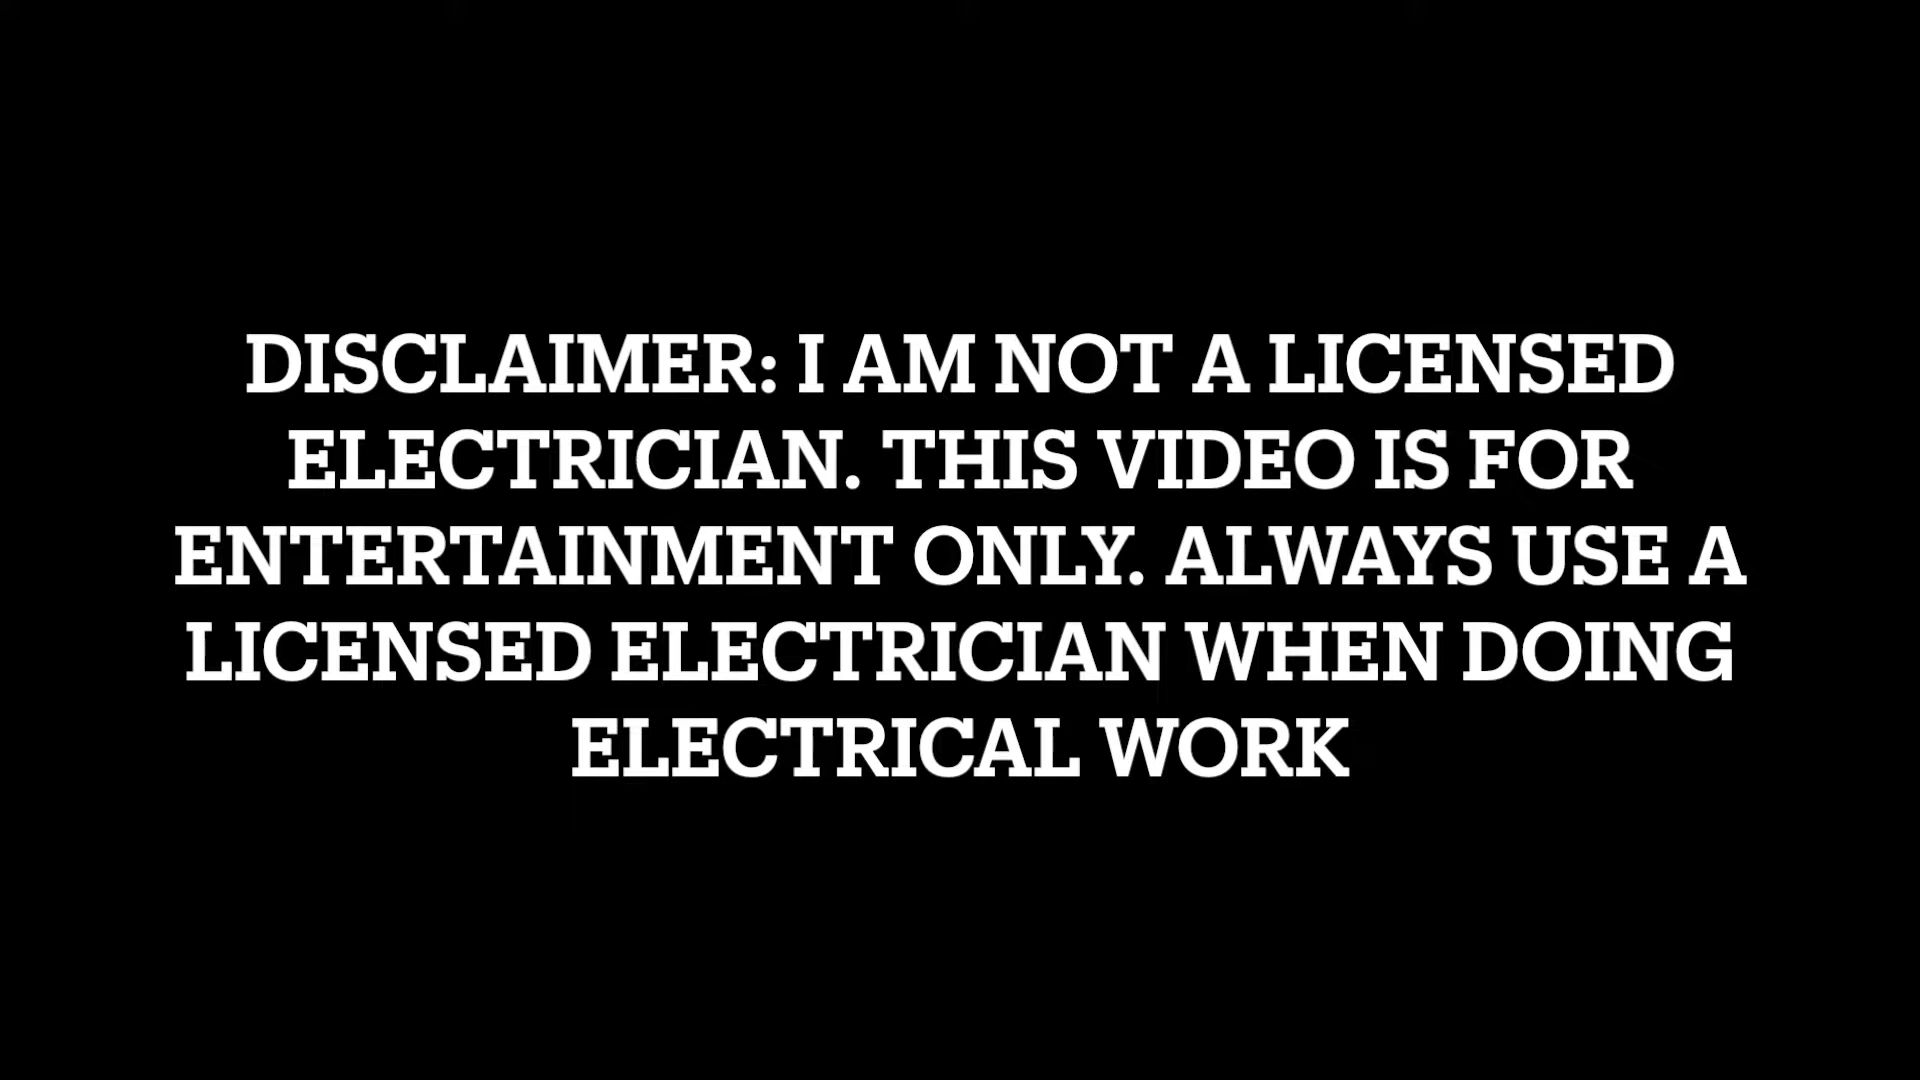 DISCLAIMER: I AM NOT A LICENSED
ELECTRICIAN. THIS VIDEO IS FOR
ENTERTAINMENT ONLY. ALWAYS USE A
LICENSED ELECTRICIAN WHEN DOING
ELECTRICAL WORK